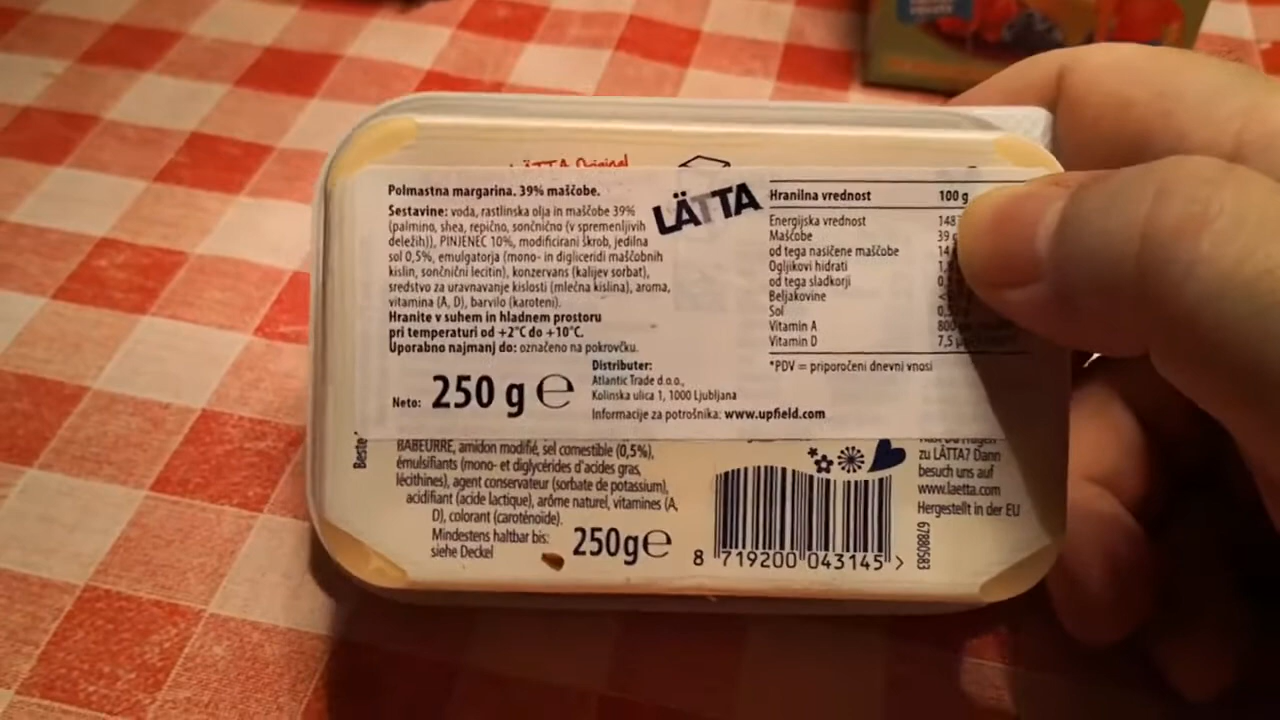 LÄTTA Original
Polmastna margarina. 39% maščobe.
Sestavine: voda, rastlinska olja in maščobe 39%
(palmino, shea, repično, sončnično (v spremenljivih
deležih)), PINJENEC 10%, modificirani škrob, jedilna
sol 0,5%, emulgatorja (mono- in digliceridi maščobnih
kislin, sončnični lecitin), konzervans (kalijev sorbat),
sredstvo za uravnavanje kislosti (mlečna kislina), aroma,
vitamina (A, D), barvilo (karoteni).
Hranite v suhem in hladnem prostoru
pri temperaturi od +2°C do +10°C.
Uporabno najmanj do: označeno na pokrovčku.
Neto: 250 g e
LÄTTA
Distributer:
Atlantic Trade d.o.o.,
Kolinska ulica 1, 1000 Ljubljana
Informacije za potrošnika: www.upfield.com
Hranilna vrednost 100 g
Energijska vrednost
Maščobe 39
od tega nasičene maščobe 14
Ogljikovi hidrati
od tega sladkorji
Beljakovine
Sol
Vitamin A 800
Vitamin D 7,5
*PDV = priporočeni dnevni vnosi
BABEURRE, amidon modifié, sel comestible (0,5%),
émulsifiants (mono- et diglycérides d'acides gras,
lécithines), agent conservateur (sorbate de potassium),
acidifiant (acide lactique), arôme naturel, vitamines (A,
D), colorant (caroténoïde).
Mindestens haltbar bis:
siehe Deckel
250g e
8 719200 043145 >
zu LÄTTA? Dann
besuch uns auf
www.laetta.com
Hergestellt in der EU
67880583